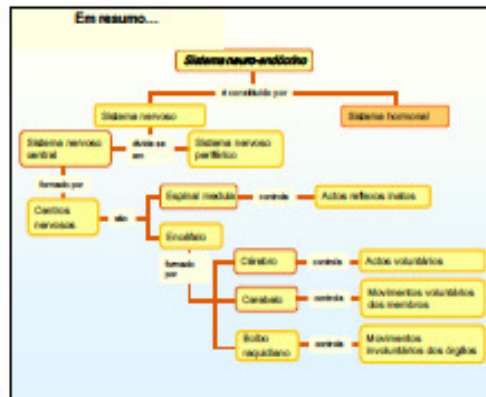 Em resumo...
Sistema neuro-endócrino
é constituído por
Sistema nervoso
Sistema hormonal
Sistema nervoso
central
divide-se
em
Sistema nervoso
periférico
formado por
Centros
nervosos
são
Espinal medula
controla
Actos reflexos inatos
Encéfalo
formado
por
Cérebro
controla
Actos voluntários
Cerebelo
controla
Movimentos voluntários
dos membros
Bolbo
raquidiano
controla
Movimentos
involuntários dos órgãos